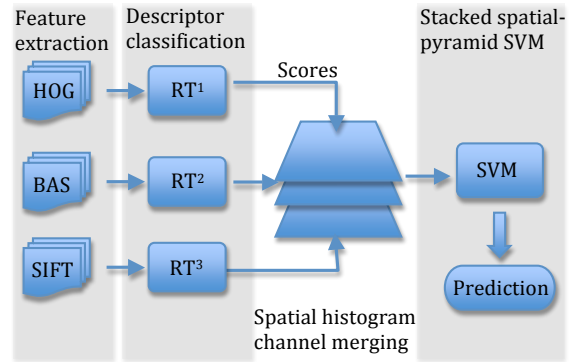 Feature
extraction
Descriptor
classification
Stacked spatial-
pyramid SVM
HOG
RT¹
Scores
BAS
RT²
SVM
SIFT
RT³
Prediction
Spatial histogram
channel merging